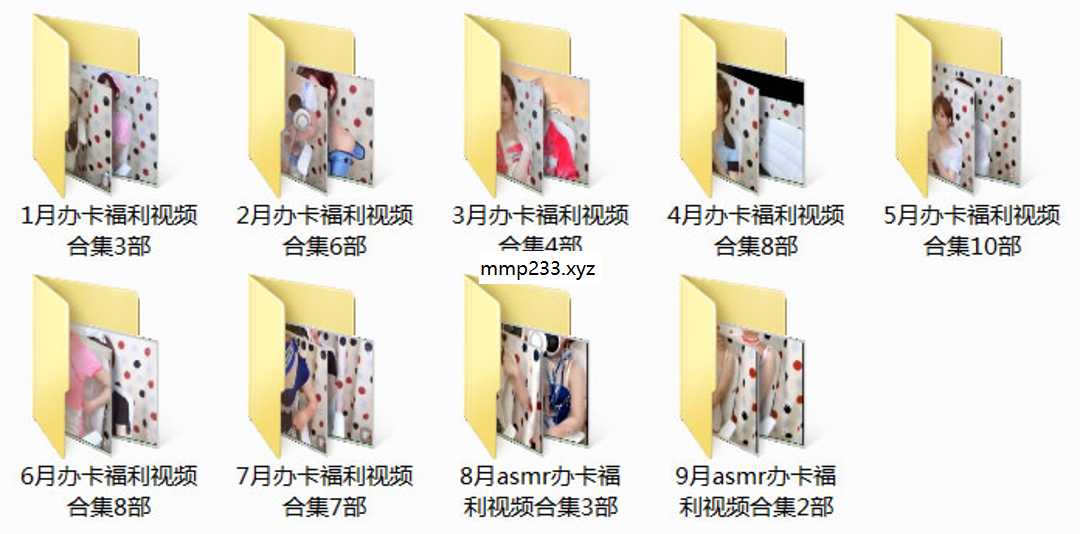 1月办卡福利视频
合集3部
2月办卡福利视频
合集6部
3月办卡福利视频
合集4部
4月办卡福利视频
合集8部
5月办卡福利视频
合集10部
mmp233.xyz
6月办卡福利视频
合集8部
7月办卡福利视频
合集7部
8月asmr办卡福
利视频合集3部
9月asmr办卡福
利视频合集2部